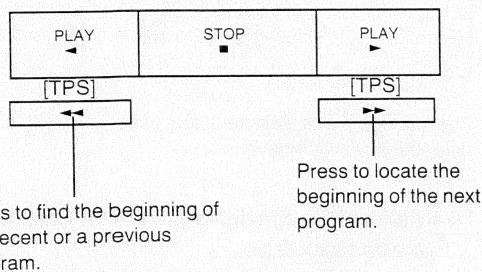 PLAY STOP PLAY
◄ ■ ►
[TPS] [TPS]
◄◄ ►►
Press to locate the
beginning of the next
program.
s to find the beginning of
ecent or a previous
ram.